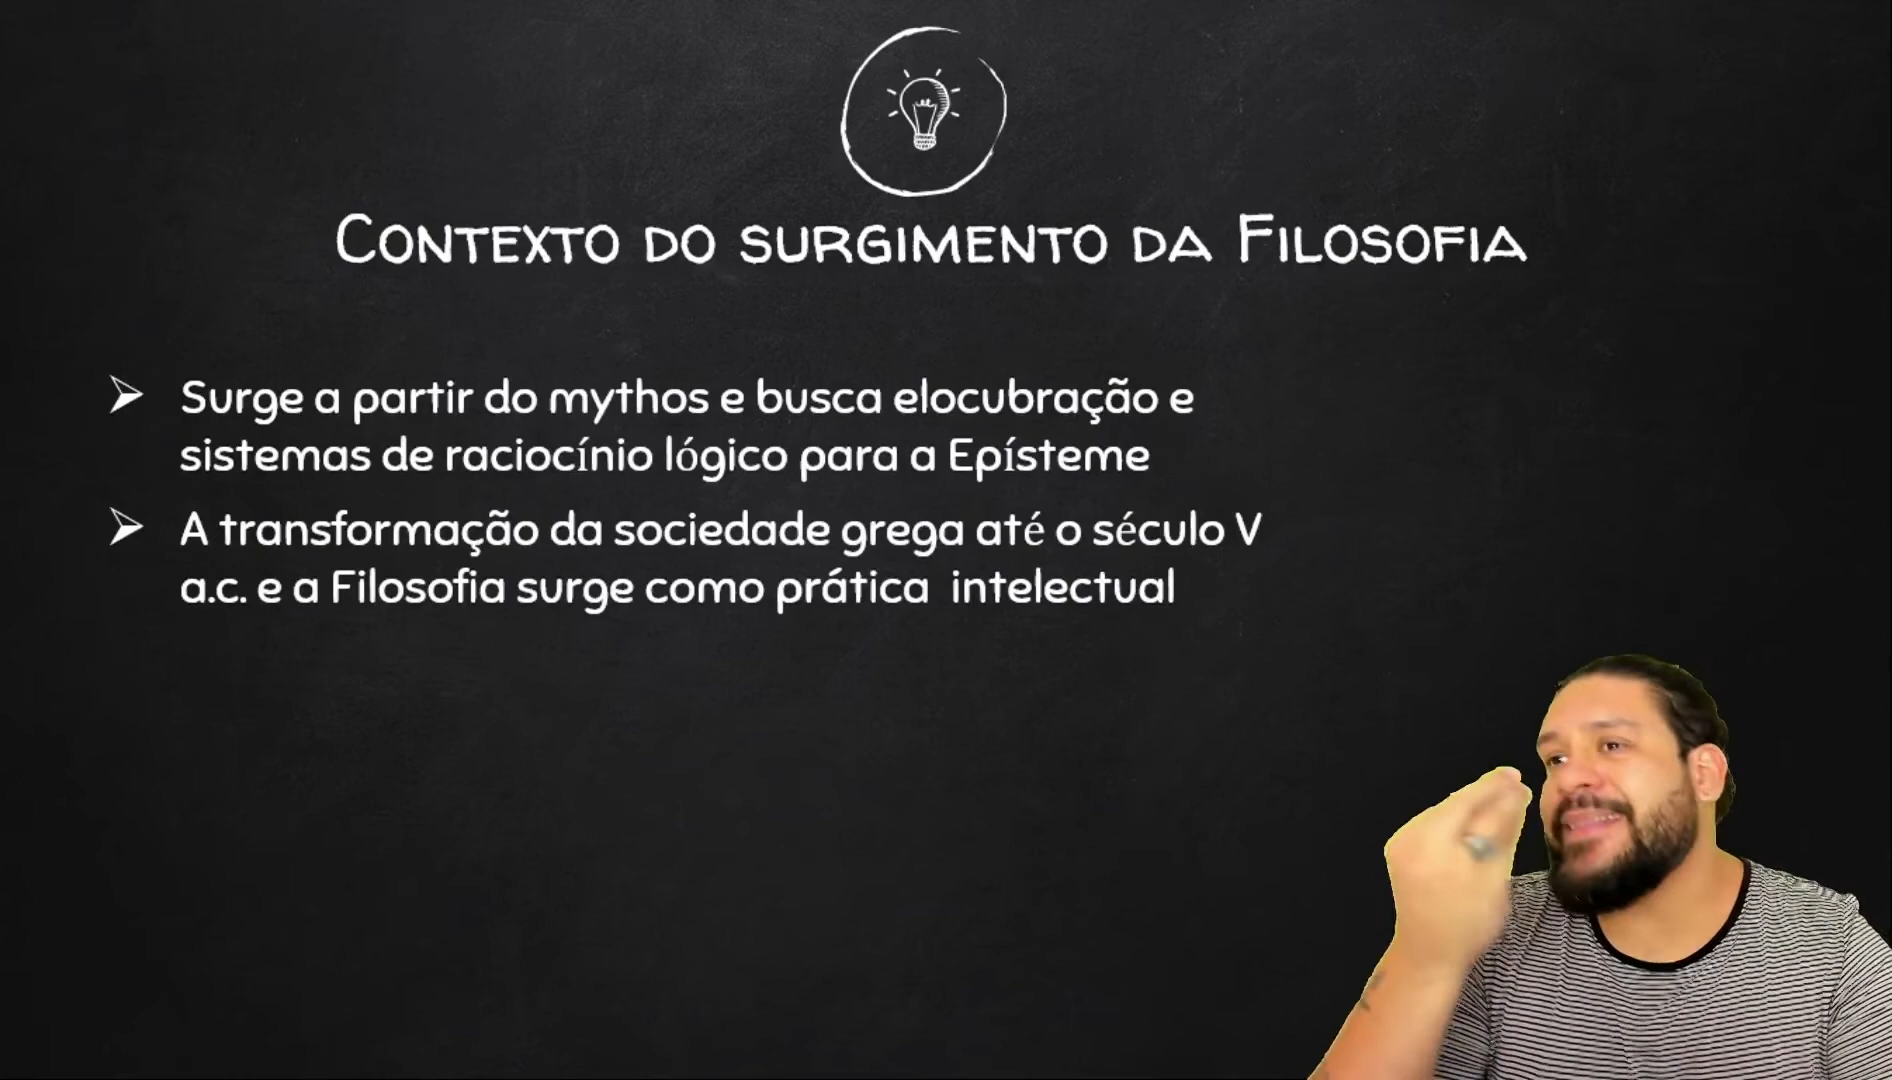 Contexto do surgimento da Filosofia
Surge a partir do mythos e busca elocubração e
sistemas de raciocínio lógico para a Epísteme
A transformação da sociedade grega até o século V
a.c. e a Filosofia surge como prática  intelectual